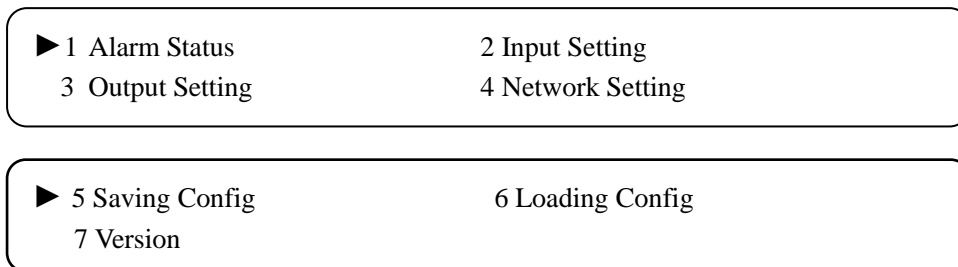 ►1 Alarm Status 2 Input Setting
3 Output Setting 4 Network Setting
► 5 Saving Config 6 Loading Config
7 Version